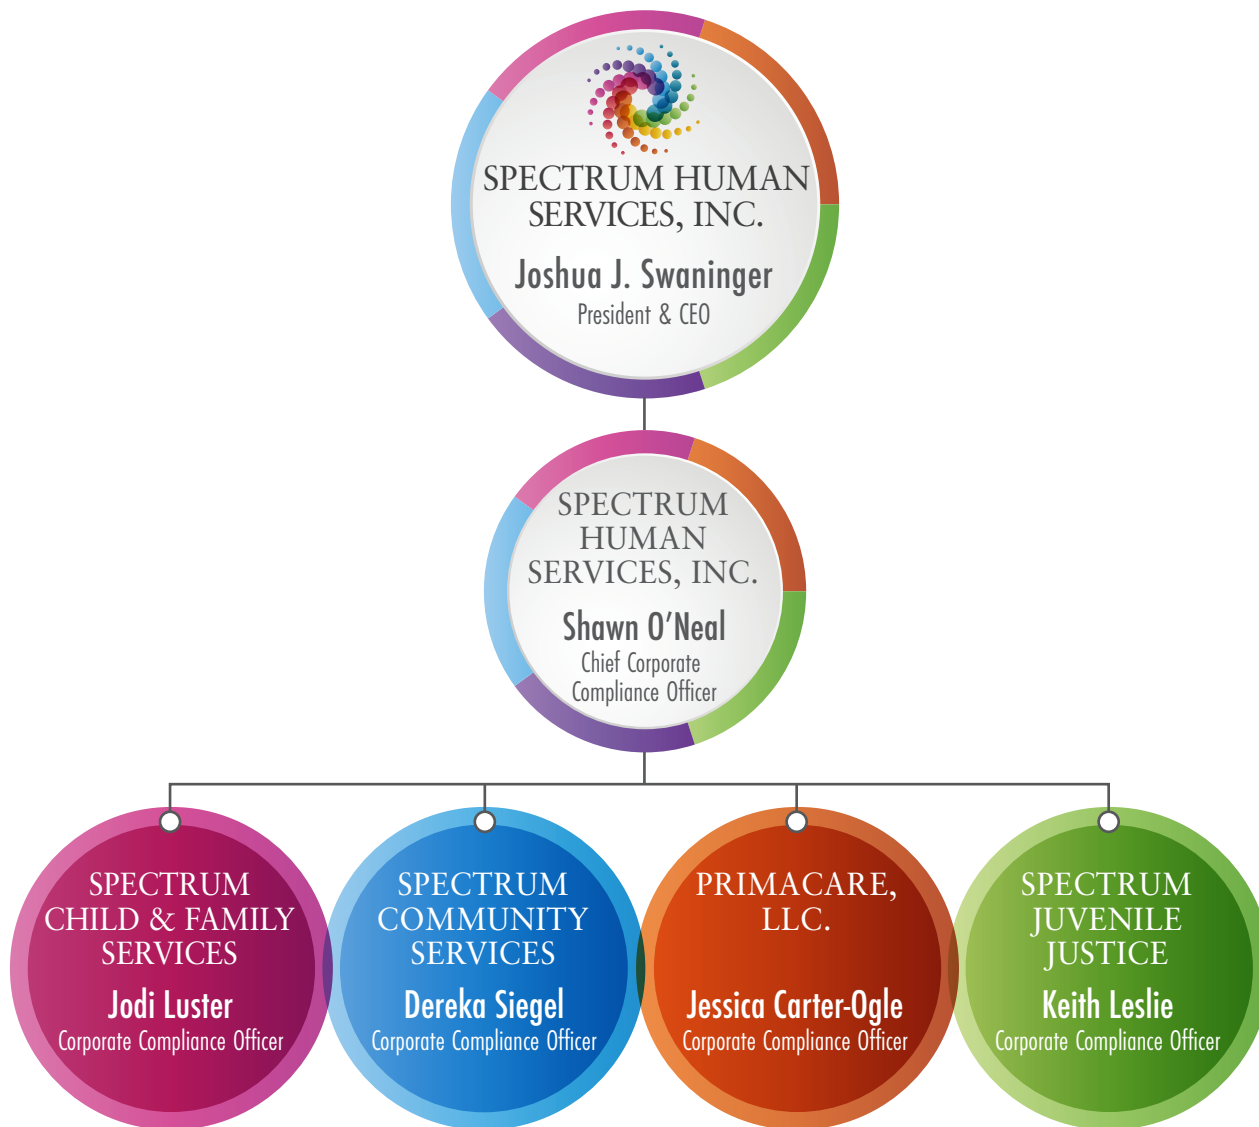 SPECTRUM HUMAN
SERVICES, INC.
Joshua J. Swaninger
President & CEO
SPECTRUM
HUMAN
SERVICES, INC.
Shawn O’Neal
Chief Corporate
Compliance Officer
SPECTRUM
CHILD & FAMILY
SERVICES
Jodi Luster
Corporate Compliance Officer
SPECTRUM
COMMUNITY
SERVICES
Dereka Siegel
Corporate Compliance Officer
PRIMACARE,
LLC.
Jessica Carter-Ogle
Corporate Compliance Officer
SPECTRUM
JUVENILE
JUSTICE
Keith Leslie
Corporate Compliance Officer